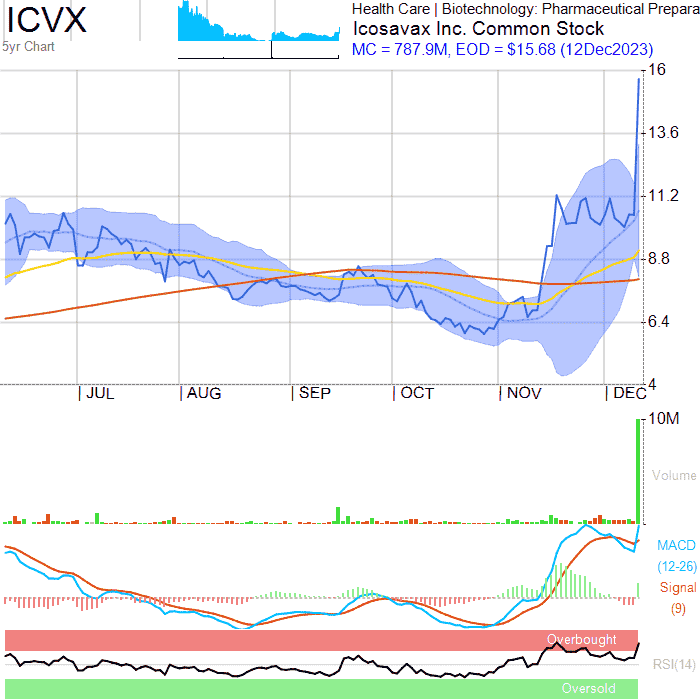 ICVX
5yr Chart
Health Care | Biotechnology: Pharmaceutical Prepara
Icosavax Inc. Common Stock
MC = 787.9M, EOD = $15.68 (12Dec2023)
16
13.6
11.2
8.8
6.4
4
JUL AUG SEP OCT NOV DEC
10M
Volume
MACD
(12-26)
Signal
(9)
Overbought
RSI(14)
Oversold